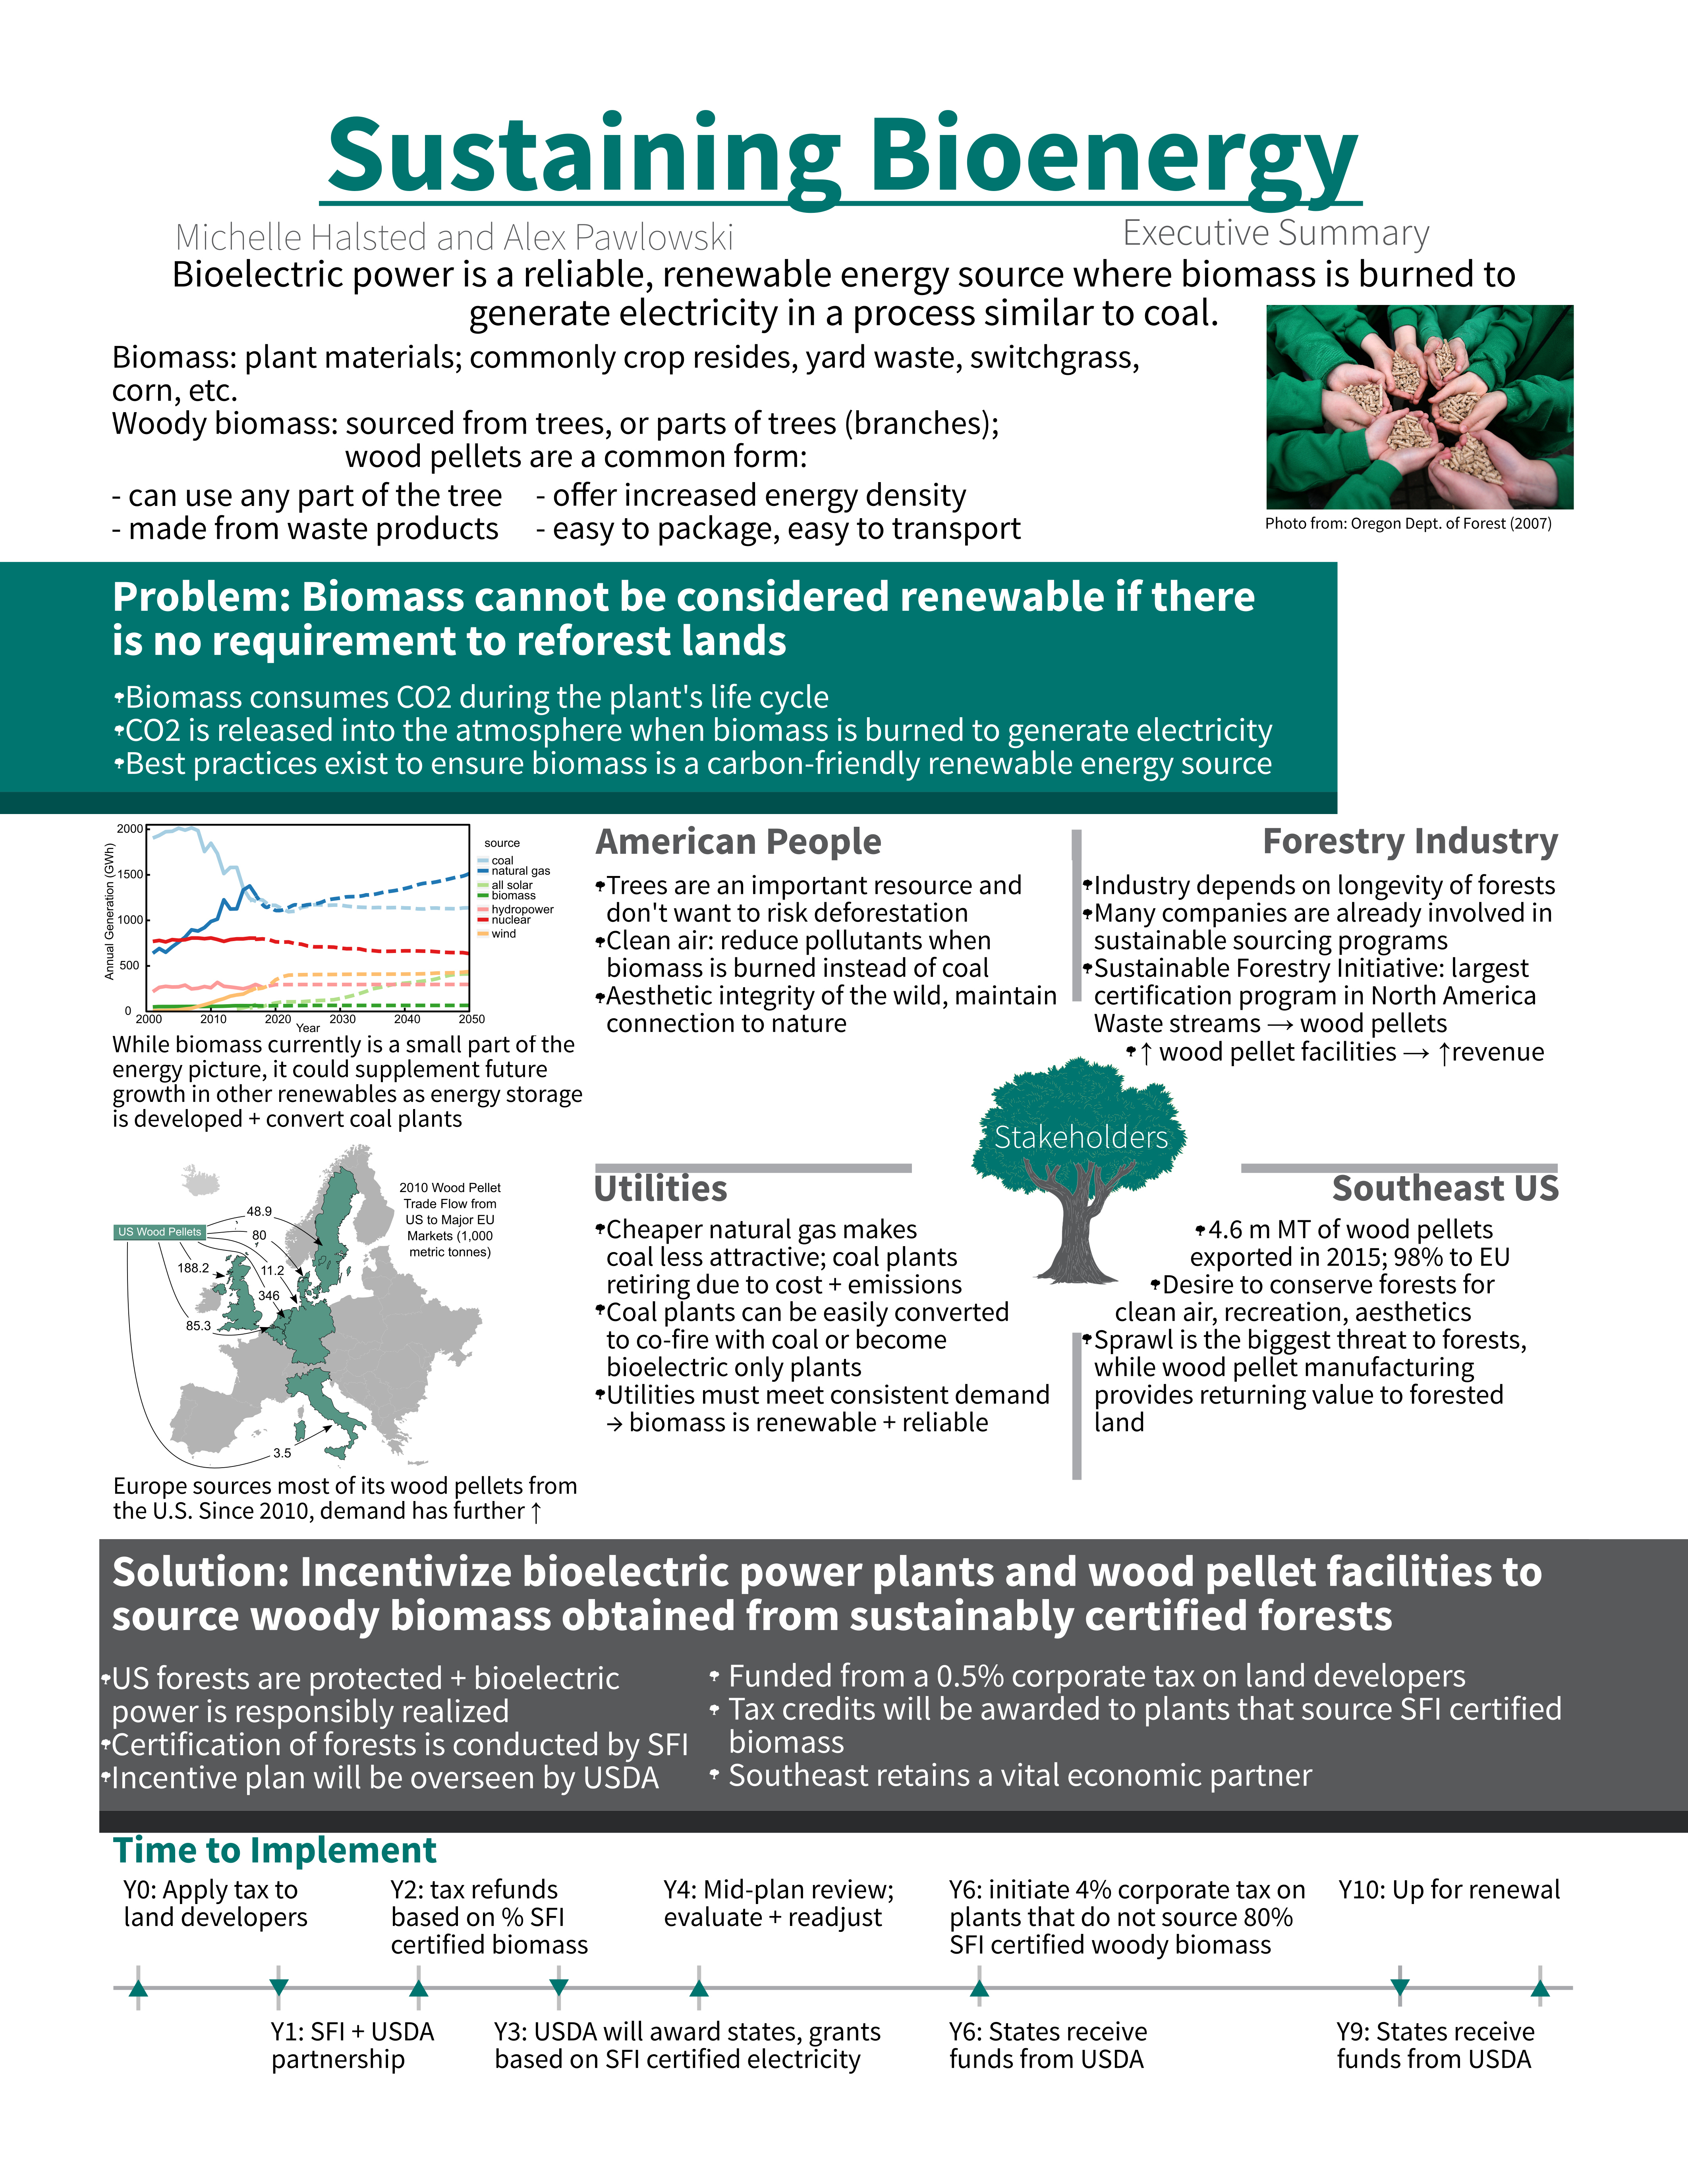 Sustaining Bioenergy
Michelle Halsted and Alex Pawlowski
Executive Summary
Bioelectric power is a reliable, renewable energy source where biomass is burned to
generate electricity in a process similar to coal.
Biomass: plant materials; commonly crop resides, yard waste, switchgrass,
corn, etc.
Woody biomass: sourced from trees, or parts of trees (branches);
wood pellets are a common form:
- can use any part of the tree
- made from waste products
- offer increased energy density
- easy to package, easy to transport
Photo from: Oregon Dept. of Forest (2007)
Problem: Biomass cannot be considered renewable if there
is no requirement to reforest lands
Biomass consumes CO2 during the plant's life cycle
CO2 is released into the atmosphere when biomass is burned to generate electricity
Best practices exist to ensure biomass is a carbon-friendly renewable energy source
Annual Generation (GWh)
2000
1500
1000
500
0
2000 2010 2020 2030 2040 2050
Year
source
coal
natural gas
all solar
biomass
hydropower
nuclear
wind
While biomass currently is a small part of the
energy picture, it could supplement future
growth in other renewables as energy storage
is developed + convert coal plants
2010 Wood Pellet
Trade Flow from
US to Major EU
Markets (1,000
metric tonnes)
US Wood Pellets
48.9
80
188.2
11.2
346
85.3
3.5
Europe sources most of its wood pellets from
the U.S. Since 2010, demand has further ↑
American People
Trees are an important resource and
don't want to risk deforestation
Clean air: reduce pollutants when
biomass is burned instead of coal
Aesthetic integrity of the wild, maintain
connection to nature
Forestry Industry
Industry depends on longevity of forests
Many companies are already involved in
sustainable sourcing programs
Sustainable Forestry Initiative: largest
certification program in North America
Waste streams → wood pellets
↑ wood pellet facilities → ↑revenue
Stakeholders
Utilities
Cheaper natural gas makes
coal less attractive; coal plants
retiring due to cost + emissions
Coal plants can be easily converted
to co-fire with coal or become
bioelectric only plants
Utilities must meet consistent demand
→ biomass is renewable + reliable
Southeast US
4.6 m MT of wood pellets
exported in 2015; 98% to EU
Desire to conserve forests for
clean air, recreation, aesthetics
Sprawl is the biggest threat to forests,
while wood pellet manufacturing
provides returning value to forested
land
Solution: Incentivize bioelectric power plants and wood pellet facilities to
source woody biomass obtained from sustainably certified forests
US forests are protected + bioelectric
power is responsibly realized
Certification of forests is conducted by SFI
Incentive plan will be overseen by USDA
Funded from a 0.5% corporate tax on land developers
Tax credits will be awarded to plants that source SFI certified
biomass
Southeast retains a vital economic partner
Time to Implement
Y0: Apply tax to
land developers
Y2: tax refunds
based on % SFI
certified biomass
Y4: Mid-plan review;
evaluate + readjust
Y6: initiate 4% corporate tax on
plants that do not source 80%
SFI certified woody biomass
Y10: Up for renewal
Y1: SFI + USDA
partnership
Y3: USDA will award states, grants
based on SFI certified electricity
Y6: States receive
funds from USDA
Y9: States receive
funds from USDA